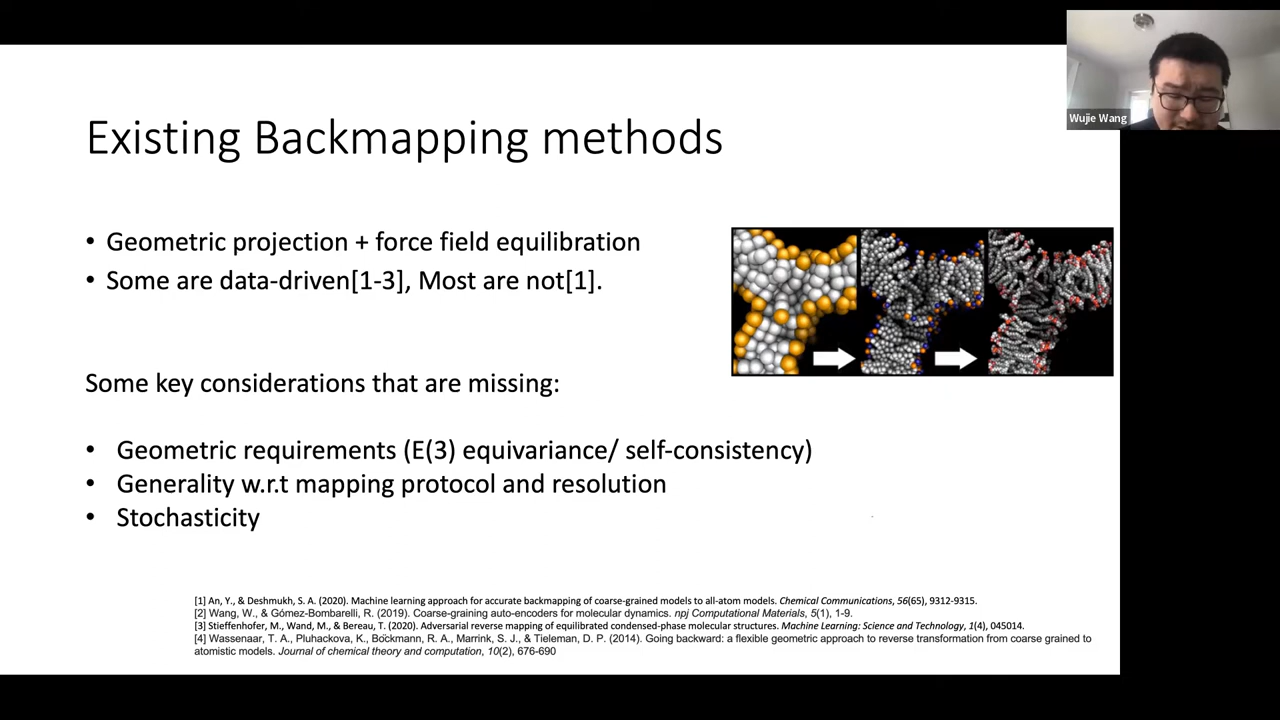 Existing Backmapping methods
Wujie Wang
• Geometric projection + force field equilibration
• Some are data-driven[1-3], Most are not[1].
Some key considerations that are missing:
• Geometric requirements (E(3) equivariance/ self-consistency)
• Generality w.r.t mapping protocol and resolution
• Stochasticity
[1] An, Y., & Deshmukh, S. A. (2020). Machine learning approach for accurate backmapping of coarse-grained models to all-atom models. Chemical Communications, 56(65), 9312-9315.
[2] Wang, W., & Gómez-Bombarelli, R. (2019). Coarse-graining auto-encoders for molecular dynamics. npj Computational Materials, 5(1), 1-9.
[3] Stieffenhofer, M., Wand, M., & Bereau, T. (2020). Adversarial reverse mapping of equilibrated condensed-phase molecular structures. Machine Learning: Science and Technology, 1(4), 045014.
[4] Wassenaar, T. A., Pluhackova, K., Böckmann, R. A., Marrink, S. J., & Tieleman, D. P. (2014). Going backward: a flexible geometric approach to reverse transformation from coarse grained to
atomistic models. Journal of chemical theory and computation, 10(2), 676-690